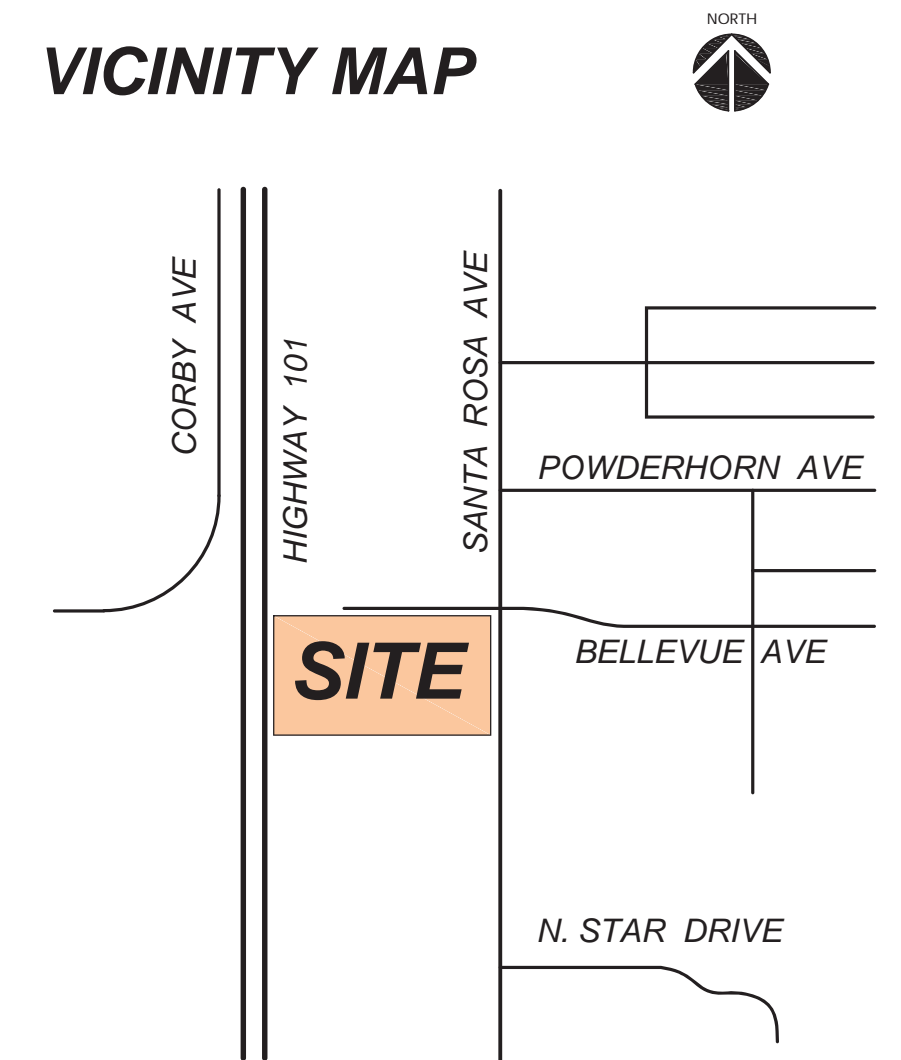 NORTH
VICINITY MAP
CORBY AVE
HIGHWAY 101
SANTA ROSA AVE
POWDERHORN AVE
SITE
BELLEVUE AVE
N. STAR DRIVE